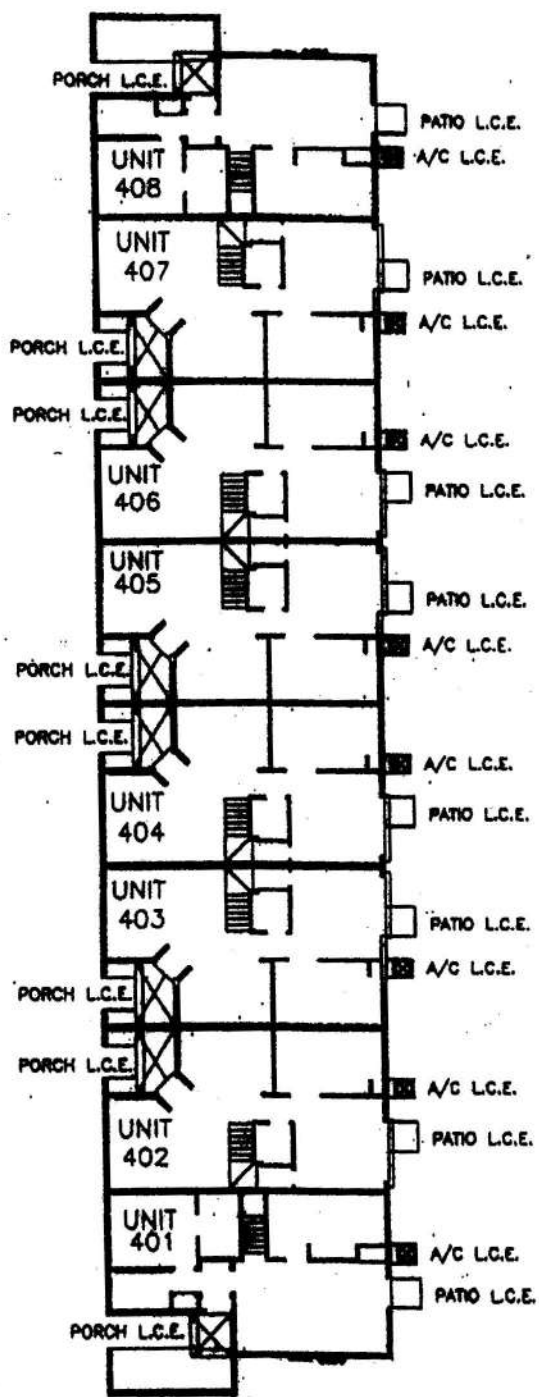 PORCH L.C.E.
PATIO L.C.E.
A/C L.C.E.
UNIT
408
UNIT
407
PATIO L.C.E.
A/C L.C.E.
PORCH L.C.E.
PORCH L.C.E.
A/C L.C.E.
UNIT
406
PATIO L.C.E.
UNIT
405
PATIO L.C.E.
A/C L.C.E.
PORCH L.C.E.
PORCH L.C.E.
A/C L.C.E.
UNIT
404
PATIO L.C.E.
UNIT
403
PATIO L.C.E.
A/C L.C.E.
PORCH L.C.E.
PORCH L.C.E.
A/C L.C.E.
UNIT
402
PATIO L.C.E.
UNIT
401
A/C L.C.E.
PATIO L.C.E.
PORCH L.C.E.